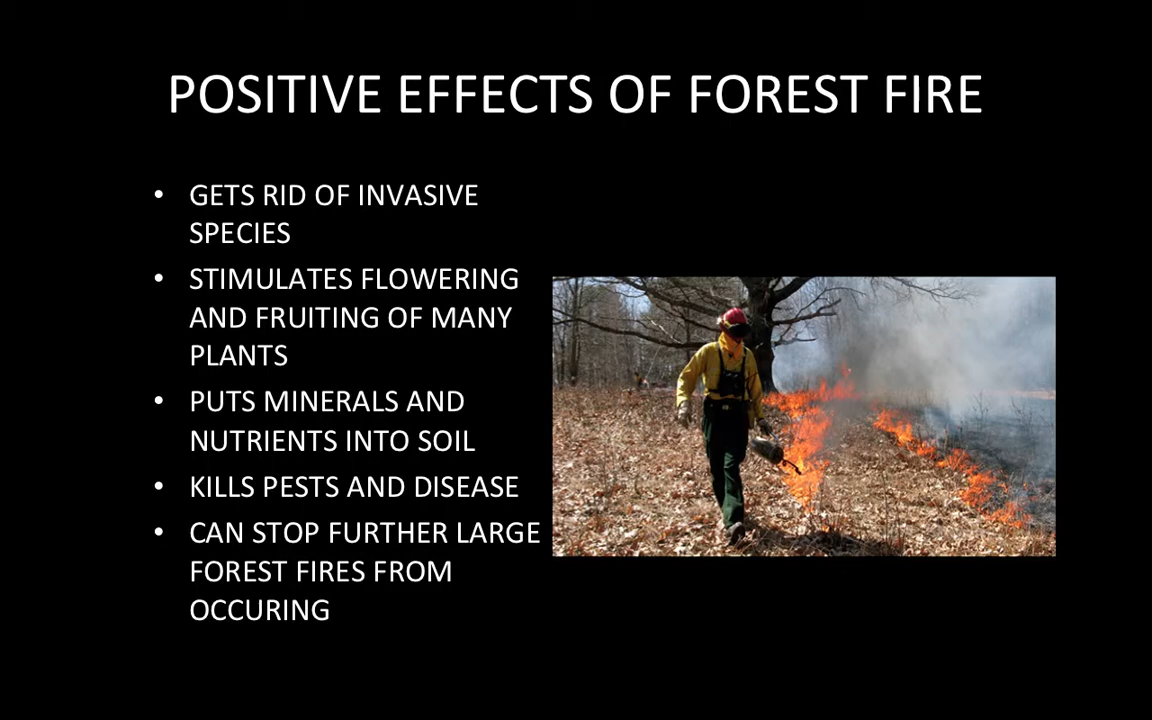 POSITIVE EFFECTS OF FOREST FIRE
• GETS RID OF INVASIVE
SPECIES
• STIMULATES FLOWERING
AND FRUITING OF MANY
PLANTS
• PUTS MINERALS AND
NUTRIENTS INTO SOIL
• KILLS PESTS AND DISEASE
• CAN STOP FURTHER LARGE
FOREST FIRES FROM
OCCURING